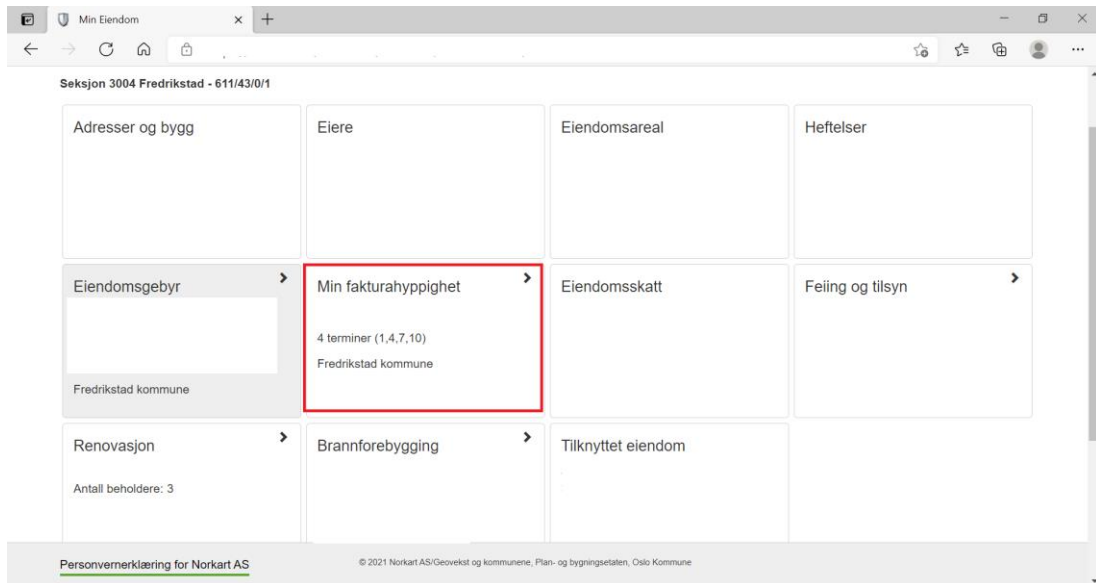 Min Eiendom
Seksjon 3004 Fredrikstad - 611/43/0/1
Adresser og bygg
Eiere
Eiendomsareal
Heftelser
Eiendomsgebyr
Fredrikstad kommune
Min fakturahyppighet
4 terminer (1,4,7,10)
Fredrikstad kommune
Eiendomsskatt
Feiing og tilsyn
Renovasjon
Antall beholdere: 3
Brannforebygging
Tilknyttet eiendom
Personvernerklæring for Norkart AS
© 2021 Norkart AS/Geovekst og kommunene, Plan- og bygningsetaten, Oslo Kommune